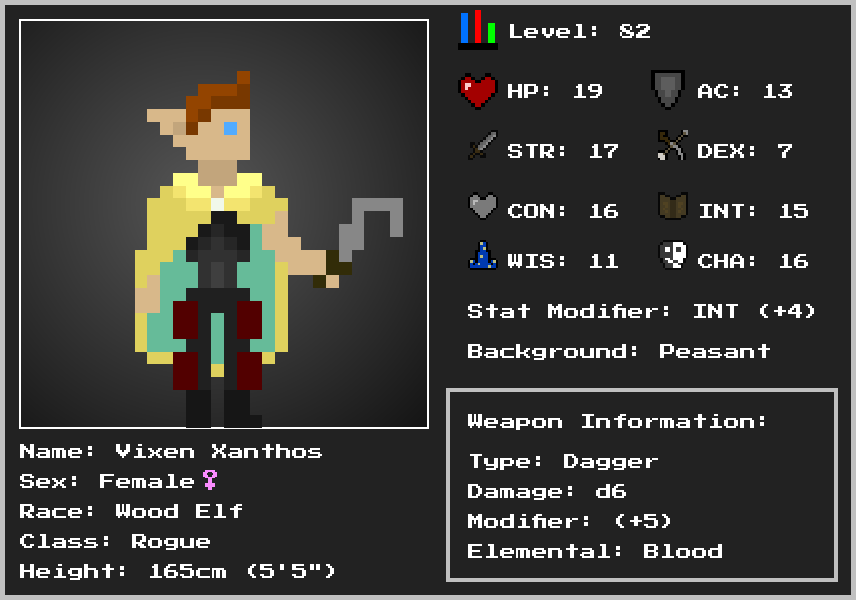 Level: 82
HP: 19 AC: 13
STR: 17 DEX: 7
CON: 16 INT: 15
WIS: 11 CHA: 16
Stat Modifier: INT (+4)
Background: Peasant
Weapon Information:
Type: Dagger
Damage: d6
Modifier: (+5)
Elemental: Blood
Name: Vixen Xanthos
Sex: Female♀
Race: Wood Elf
Class: Rogue
Height: 165cm (5'5")